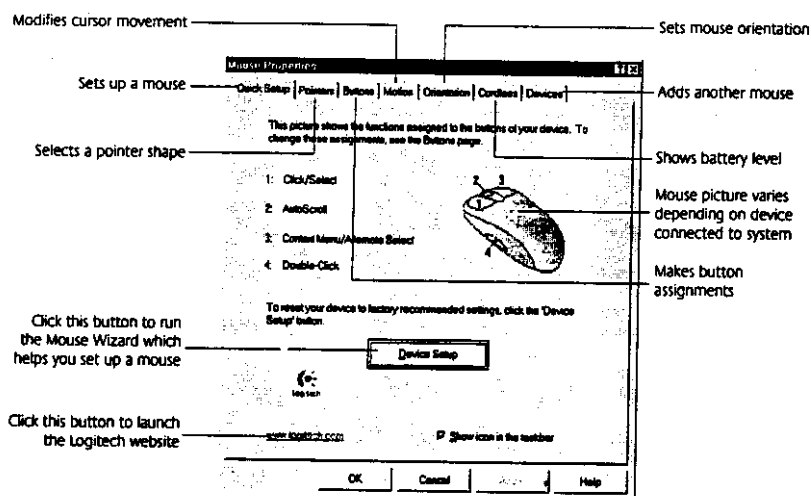 Modifies cursor movement
Sets mouse orientation
Mouse Properties
Sets up a mouse
Quick Setup Pointers Buttons Motion Orientation Cordless Devices
Adds another mouse
This picture shows the functions assigned to the buttons of your device. To
change these assignments, see the Buttons page.
Selects a pointer shape
Shows battery level
1: Click/Select
2: AutoScroll
3: Context Menu/Alternate Select
4: Double-Click
2
3
1
4
Mouse picture varies
depending on device
connected to system
Makes button
assignments
To reset your device to factory recommended settings, click the 'Device
Setup' button.
Click this button to run
the Mouse Wizard which
helps you set up a mouse
Device Setup
Logitech
Click this button to launch
the Logitech website
www.logitech.com
Show icon in the taskbar
OK
Cancel
Help